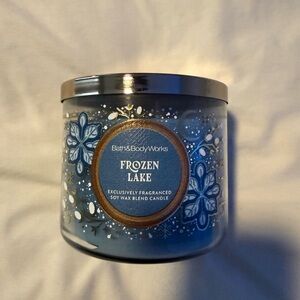 Bath&BodyWorks
FROZEN
LAKE
EXCLUSIVELY FRAGRANCED
SOY WAX BLEND CANDLE